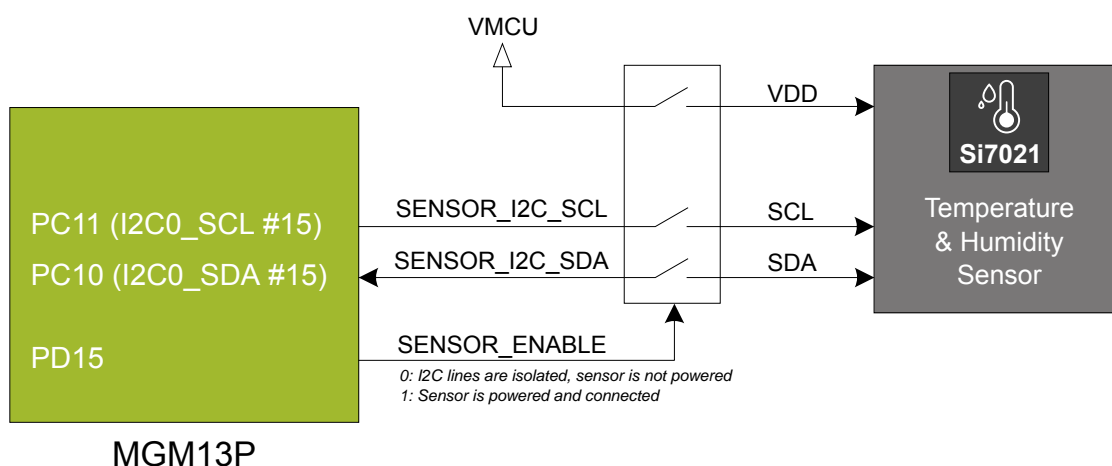 VMCU
VDD
Si7021
PC11 (I2C0_SCL #15)
SENSOR_I2C_SCL
SCL
Temperature
& Humidity
Sensor
PC10 (I2C0_SDA #15)
SENSOR_I2C_SDA
SDA
PD15
SENSOR_ENABLE
0: I2C lines are isolated, sensor is not powered
1: Sensor is powered and connected
MGM13P